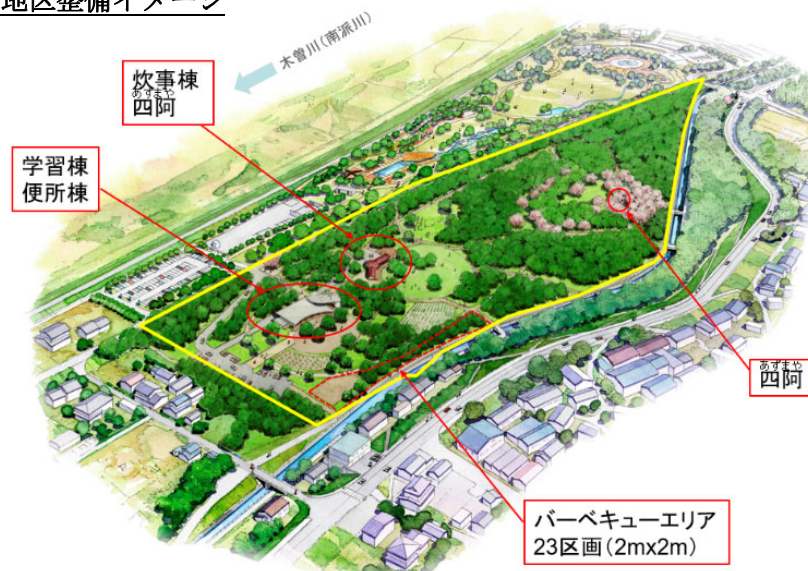 地区整備イメージ
木曽川(南派川)
炊事棟
あずまや
四阿
学習棟
便所棟
あずまや
四阿
バーベキューエリア
23区画(2mx2m)